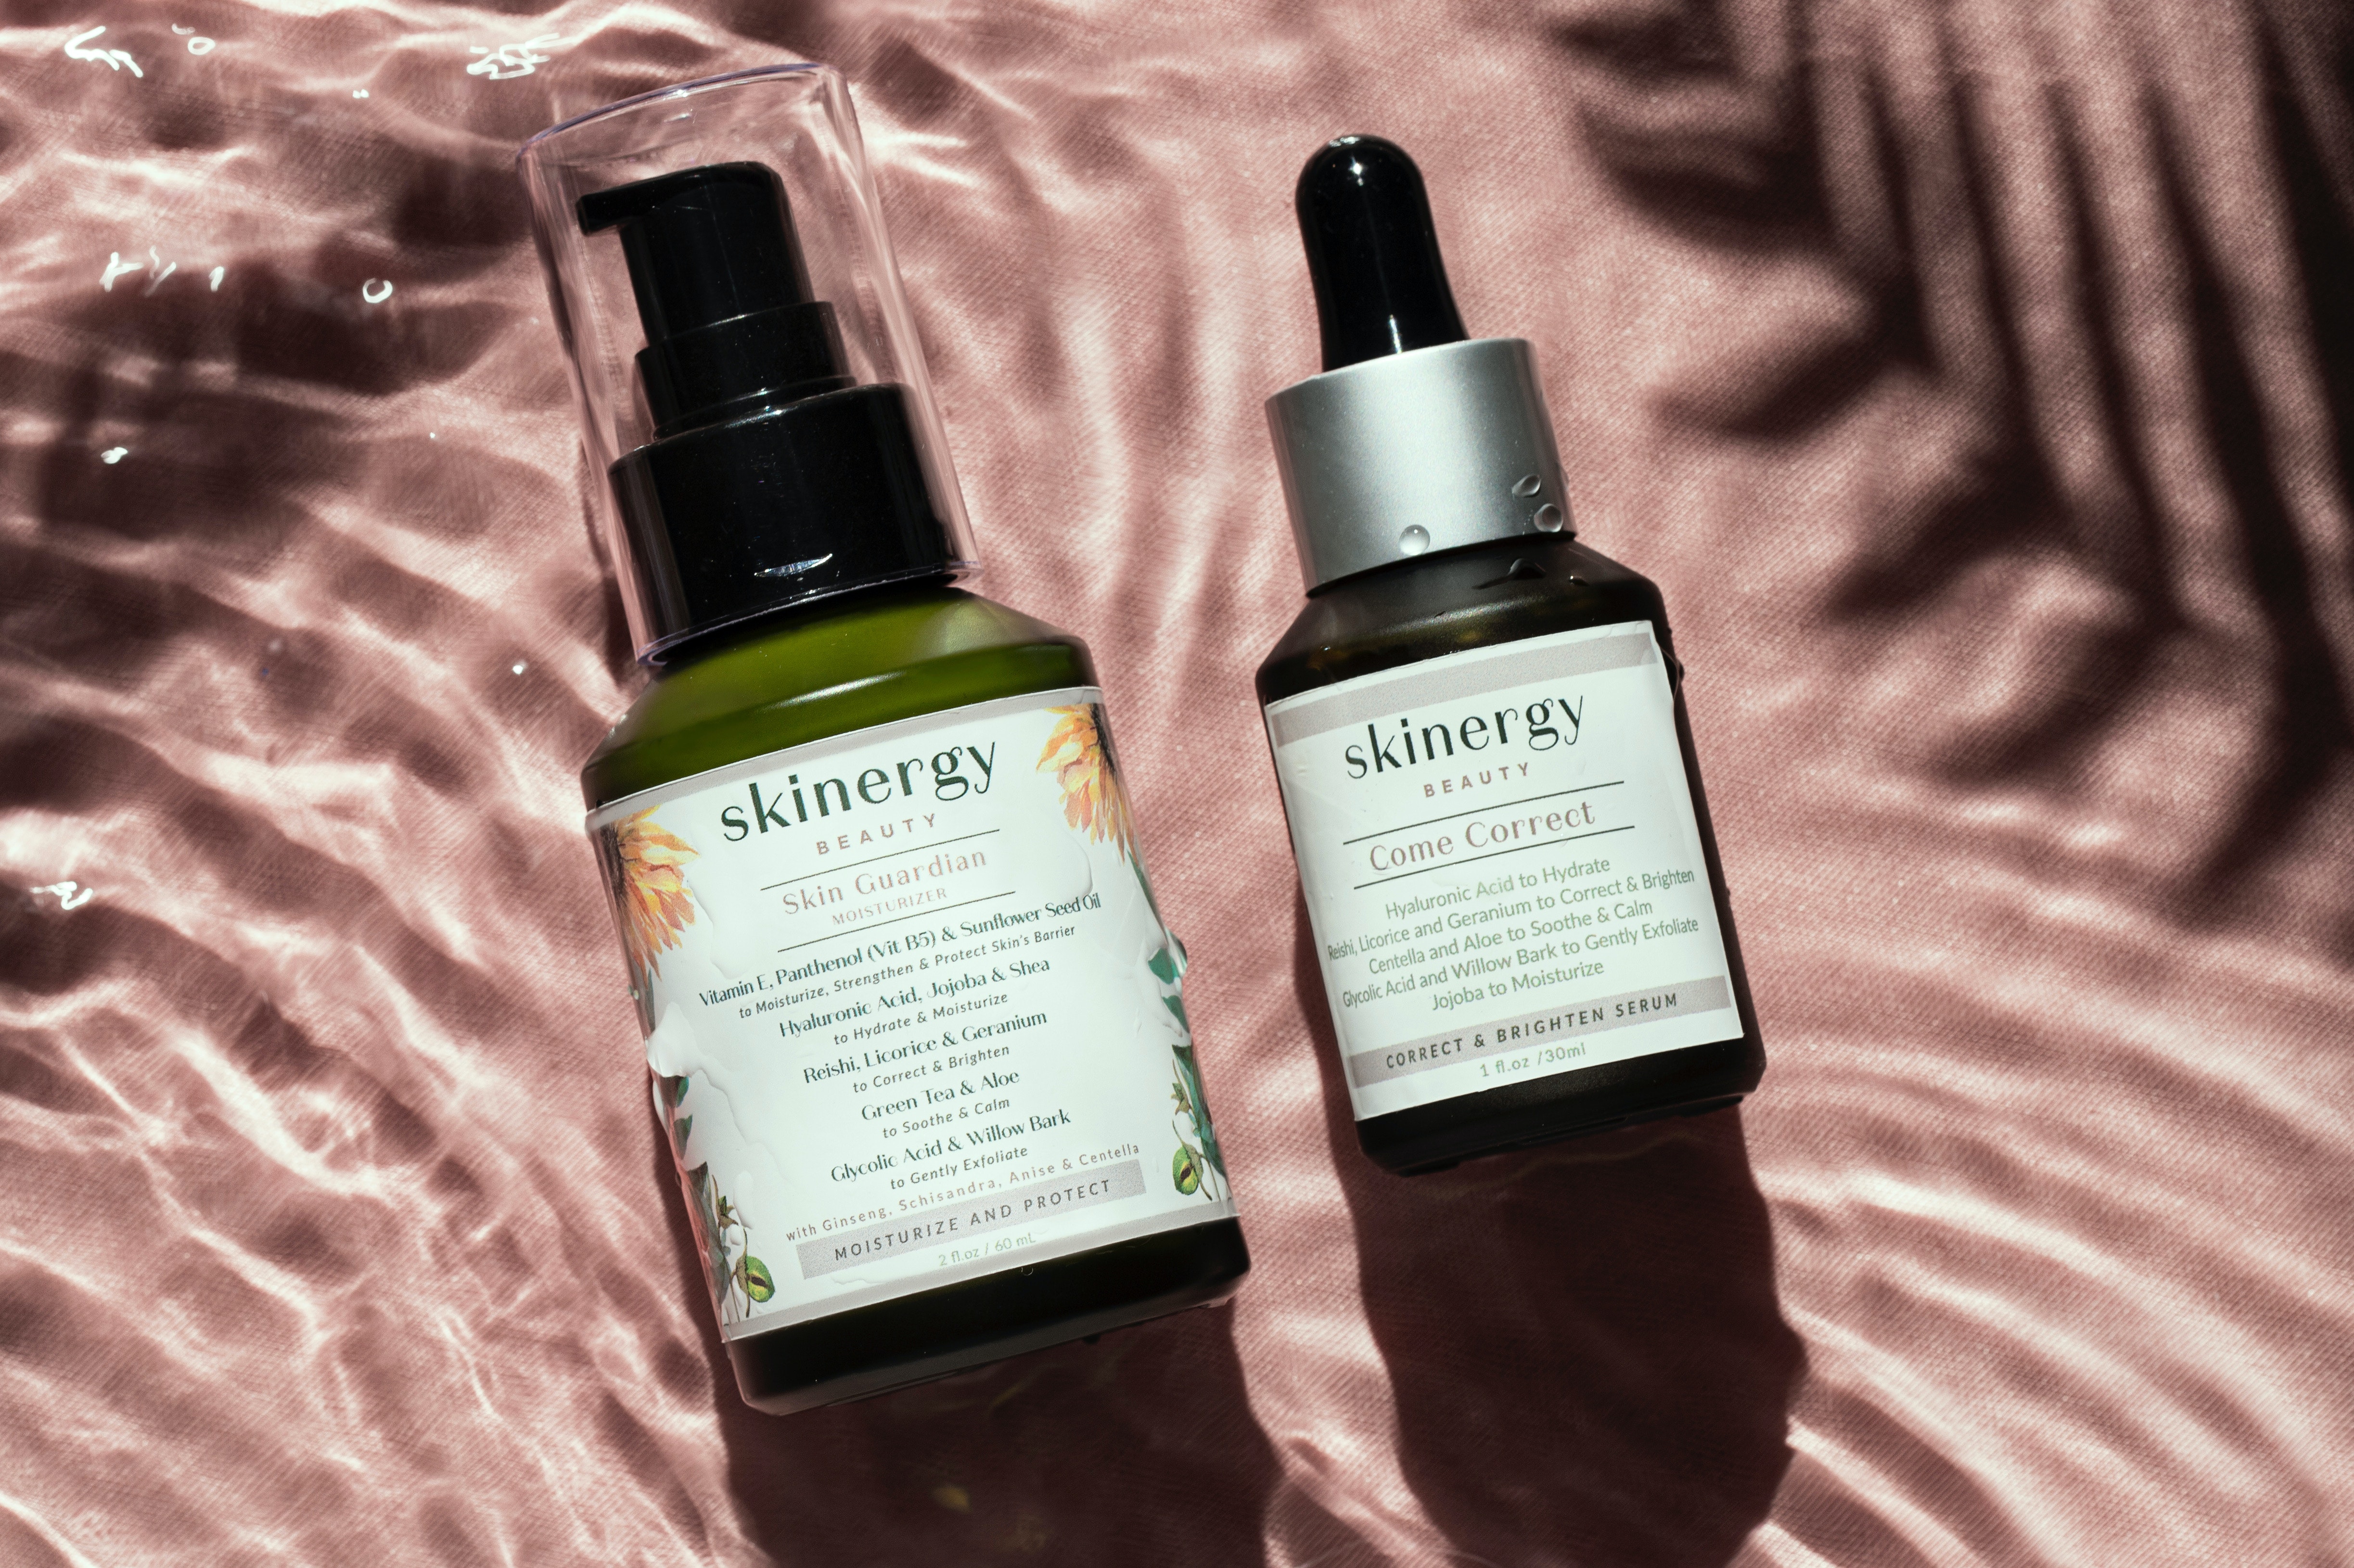 skinergy
BEAUTY
Skin Guardian
MOISTURIZER
Vitamin E, Panthenol (Vit B5) & Sunflower Seed Oil
to Moisturize, Strengthen & Protect Skin's Barrier
Hyaluronic Acid, Jojoba & Shea
to Hydrate & Moisturize
Reishi, Licorice & Geranium
to Correct & Brighten
Green Tea & Aloe
to Soothe & Calm
Glycolic Acid & Willow Bark
to Gently Exfoliate
with Ginseng, Schisandra, Anise & Centella
MOISTURIZE AND PROTECT
2 fl.oz / 60 mL
skinergy
BEAUTY
Come Correct
Hyaluronic Acid to Hydrate
Reishi, Licorice and Geranium to Correct & Brighten
Centella and Aloe to Soothe & Calm
Glycolic Acid and Willow Bark to Gently Exfoliate
Jojoba to Moisturize
CORRECT & BRIGHTEN SERUM
1 fl.oz /30ml